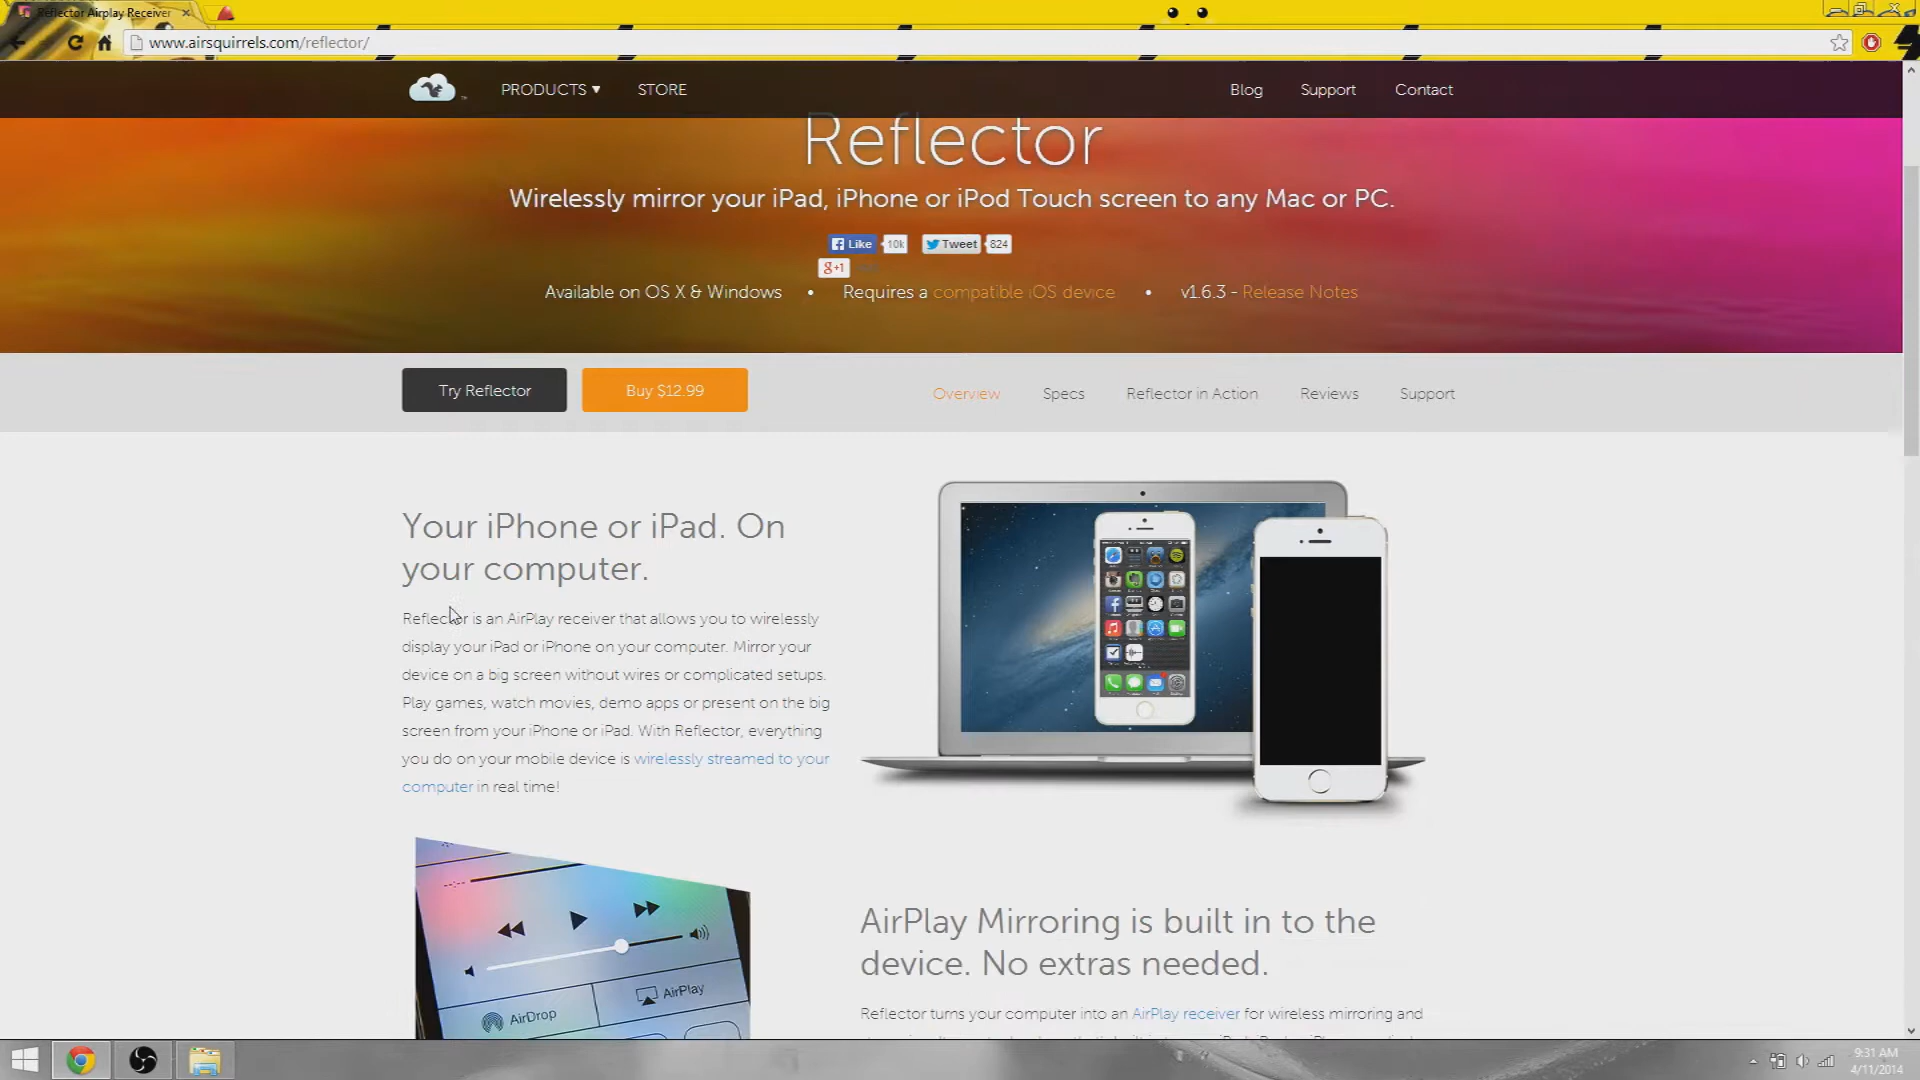 Reflector Airplay Receiver
www.airsquirrels.com/reflector/
PRODUCTS ▾ STORE Blog Support Contact
Reflector
Wirelessly mirror your iPad, iPhone or iPod Touch screen to any Mac or PC.
Like 10k Tweet 824
g+1
Available on OS X & Windows • Requires a compatible iOS device • v1.6.3 - Release Notes
Try Reflector Buy $12.99 Overview Specs Reflector in Action Reviews Support
Your iPhone or iPad. On
your computer.
Reflector is an AirPlay receiver that allows you to wirelessly
display your iPad or iPhone on your computer. Mirror your
device on a big screen without wires or complicated setups.
Play games, watch movies, demo apps or present on the big
screen from your iPhone or iPad. With Reflector, everything
you do on your mobile device is wirelessly streamed to your
computer in real time!
AirPlay
AirDrop
AirPlay Mirroring is built in to the
device. No extras needed.
Reflector turns your computer into an AirPlay receiver for wireless mirroring and
9:31 AM
4/11/2014